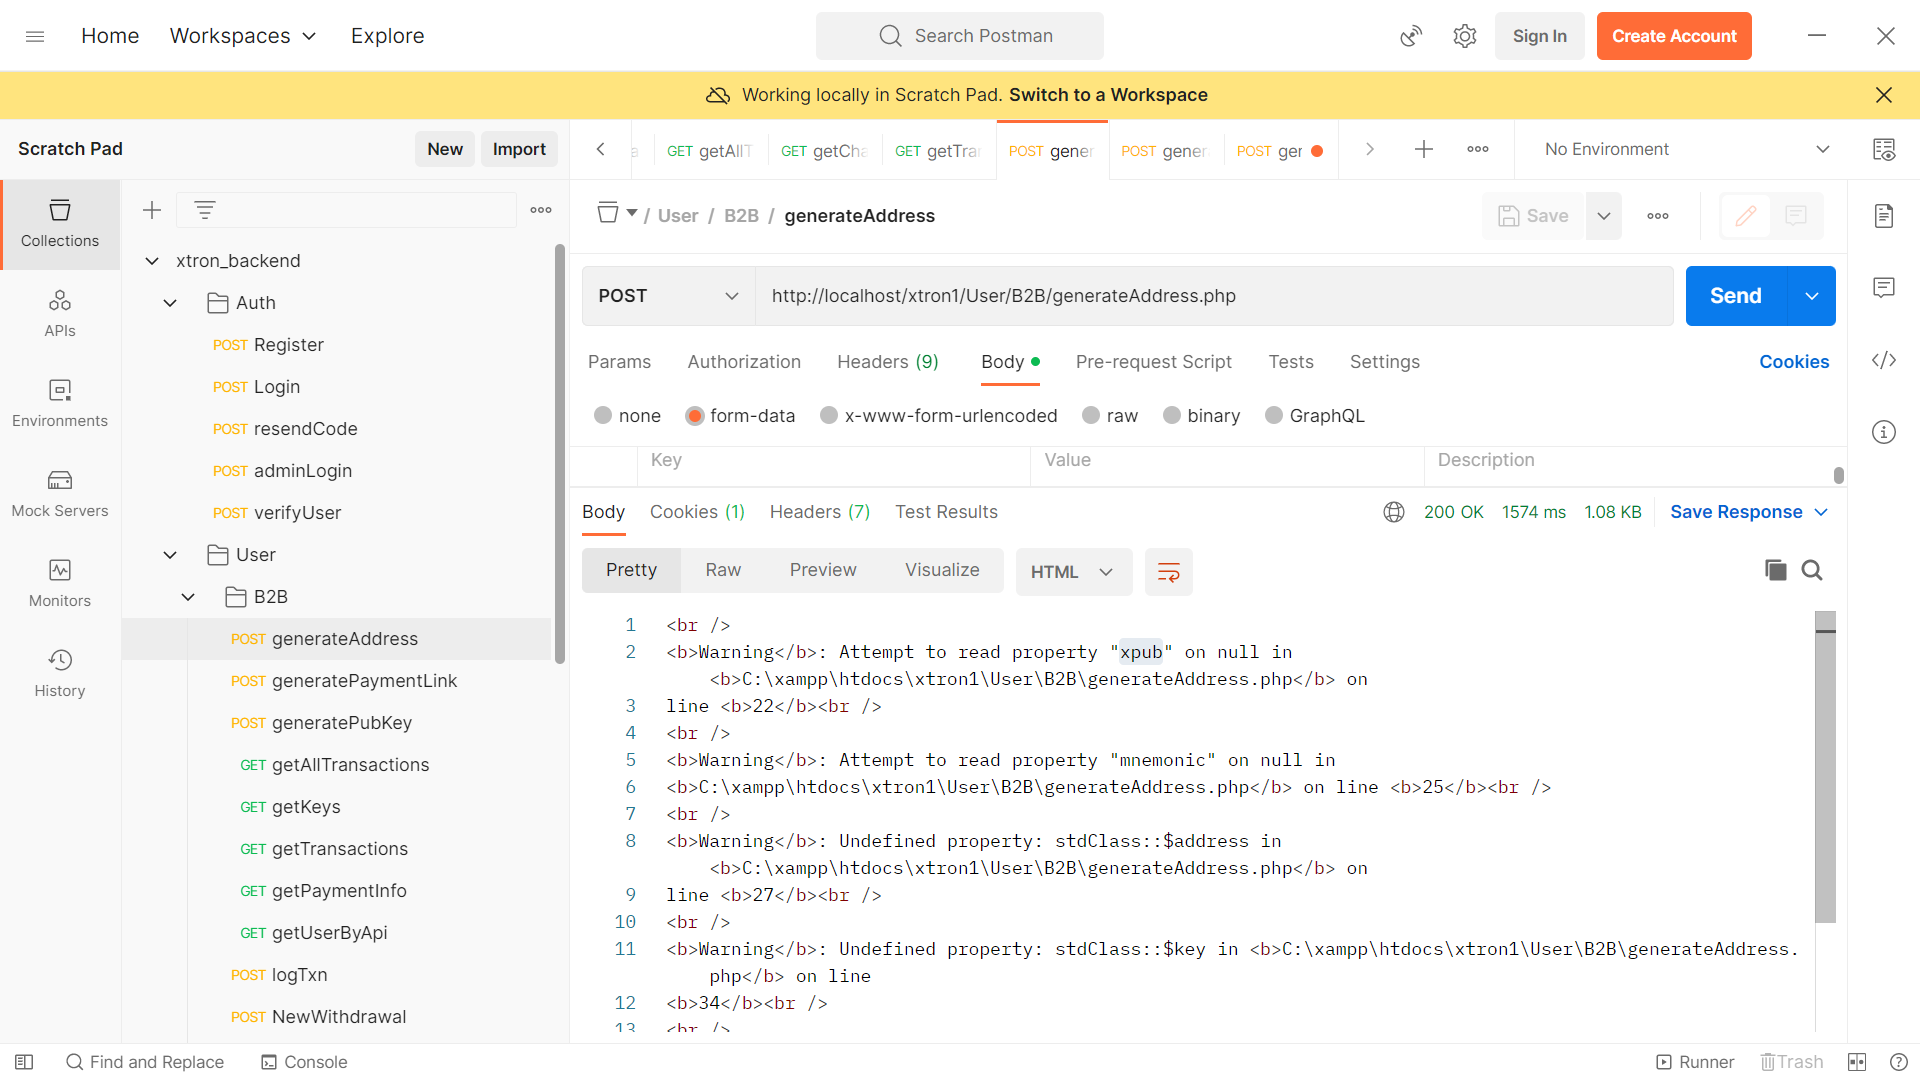 Home
Workspaces
Explore
Search Postman
Sign In
Create Account
Working locally in Scratch Pad. Switch to a Workspace
Scratch Pad
New
Import
GET getAllT
GET getCha
GET getTrar
POST gener
POST gener
POST ger
No Environment
Collections
APIs
Environments
Mock Servers
Monitors
History
xtron_backend
Auth
POST Register
POST Login
POST resendCode
POST adminLogin
POST verifyUser
User
B2B
POST generateAddress
POST generatePaymentLink
POST generatePubKey
GET getAllTransactions
GET getKeys
GET getTransactions
GET getPaymentInfo
GET getUserByApi
POST logTxn
POST NewWithdrawal
/ User / B2B / generateAddress
Save
POST
http://localhost/xtron1/User/B2B/generateAddress.php
Send
Params
Authorization
Headers (9)
Body
Pre-request Script
Tests
Settings
Cookies
none
form-data
x-www-form-urlencoded
raw
binary
GraphQL
Key
Value
Description
Body
Cookies (1)
Headers (7)
Test Results
200 OK
1574 ms
1.08 KB
Save Response
Pretty
Raw
Preview
Visualize
HTML
1 <br />
2 <b>Warning</b>: Attempt to read property "xpub" on null in
<b>C:\xampp\htdocs\xtron1\User\B2B\generateAddress.php</b> on
3 line <b>22</b><br />
4 <br />
5 <b>Warning</b>: Attempt to read property "mnemonic" on null in
6 <b>C:\xampp\htdocs\xtron1\User\B2B\generateAddress.php</b> on line <b>25</b><br />
7 <br />
8 <b>Warning</b>: Undefined property: stdClass::$address in
<b>C:\xampp\htdocs\xtron1\User\B2B\generateAddress.php</b> on
9 line <b>27</b><br />
10 <br />
11 <b>Warning</b>: Undefined property: stdClass::$key in <b>C:\xampp\htdocs\xtron1\User\B2B\generateAddress.
php</b> on line
12 <b>34</b><br />
13 <br />
Find and Replace
Console
Runner
Trash